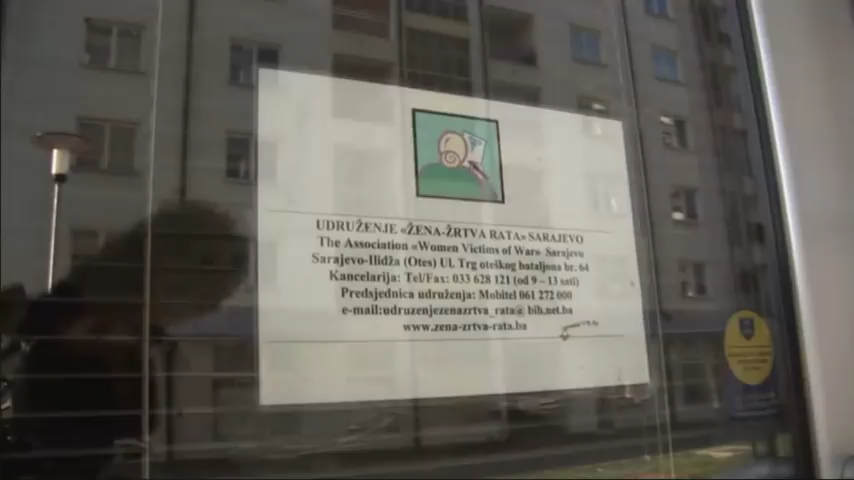 UDRUŽENJE «ŽENA-ŽRTVA RATA» SARAJEVO
The Association «Women Victims of War» Sarajevo
Sarajevo-Ilidža (Otes) Ul. Trg oteškog bataljona br. 64
Kancelarija: Tel/Fax: 033 628 121 (od 9 – 13 sati)
Predsjednica udruženja: Mobitel 061 272 000
e-mail:udruzenjezenazrtva_rata@ bih.net.ba
www.zena-zrtva-rata.ba